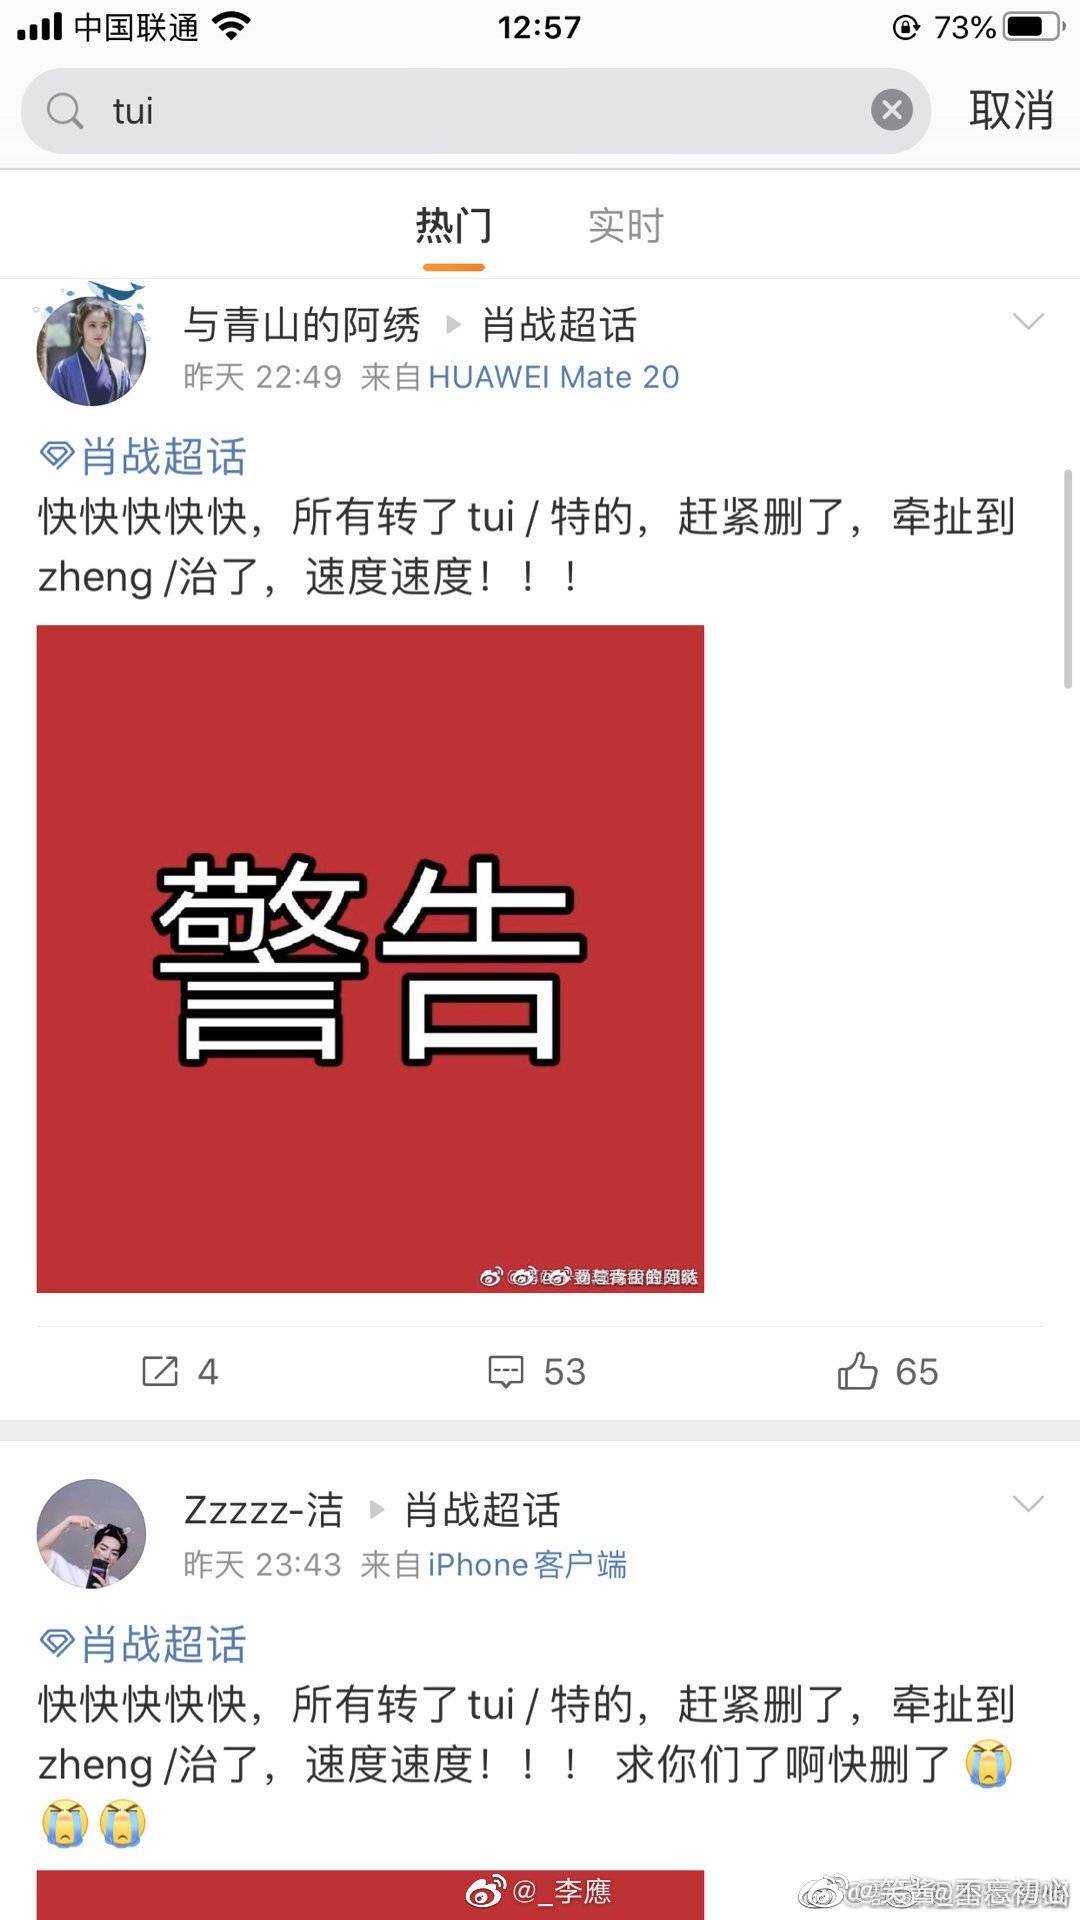 中国联通
12:57
73%
tui
取消
热门
实时
与青山的阿绣
肖战超话
昨天 22:49 来自 HUAWEI Mate 20
肖战超话
快快快快快，所有转了 tui / 特的，赶紧删了，牵扯到
zheng /治了，速度速度！！！
警告
4
53
65
Zzzzz-洁
肖战超话
昨天 23:43 来自 iPhone客户端
肖战超话
快快快快快，所有转了 tui / 特的，赶紧删了，牵扯到
zheng /治了，速度速度！！！ 求你们了啊快删了😭
😭😭
@_李應